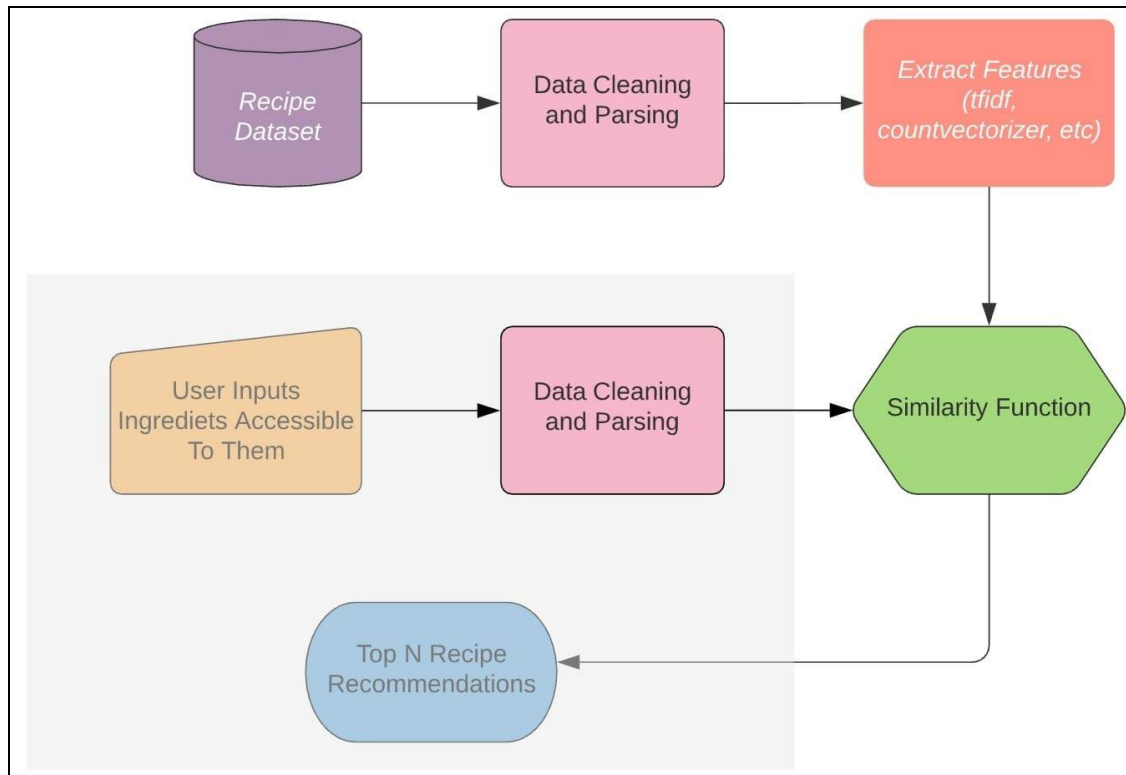 Recipe
Dataset
Data Cleaning
and Parsing
Extract Features
(tfidf,
countvectorizer, etc)
User Inputs
Ingrediets Accessible
To Them
Data Cleaning
and Parsing
Similarity Function
Top N Recipe
Recommendations